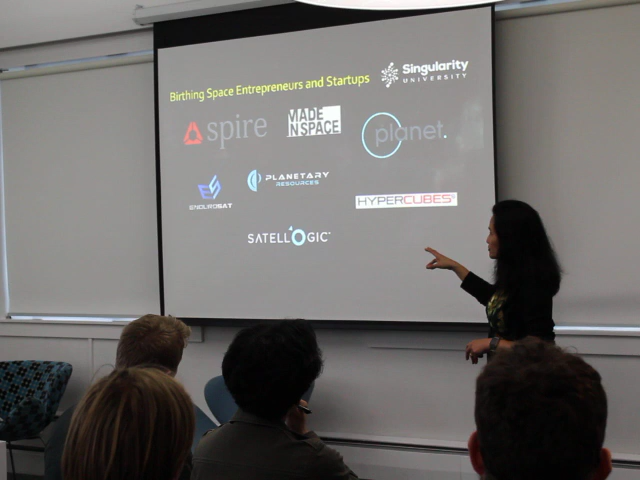 Birthing Space Entrepreneurs and Startups
Singularity
UNIVERSITY
spire
MADE
IN SPACE
planet.
ENDUROSAT
PLANETARY
RESOURCES
HYPERCUBES
SATELLOGIC